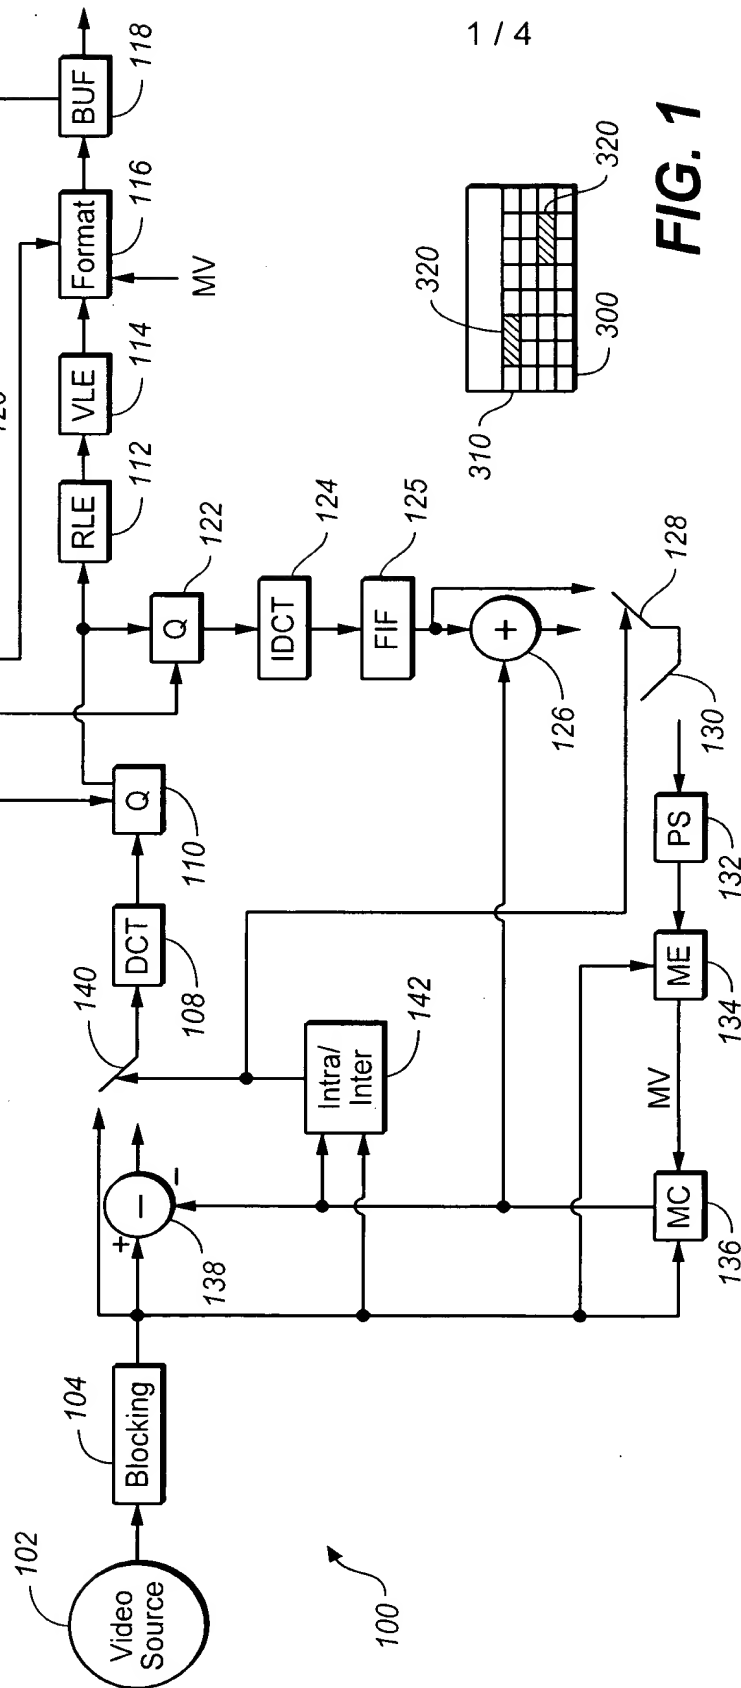 1 / 4
BUF
118
Format
116
MV
VLE
114
RLE
112
Q
122
IDCT
124
FIF
125
+
126
128
130
PS
132
ME
134
MV
MC
136
Q
110
DCT
108
140
Intra/
Inter
142
+
−
−
138
Blocking
104
Video
Source
102
100
320
320
310
300
FIG. 1